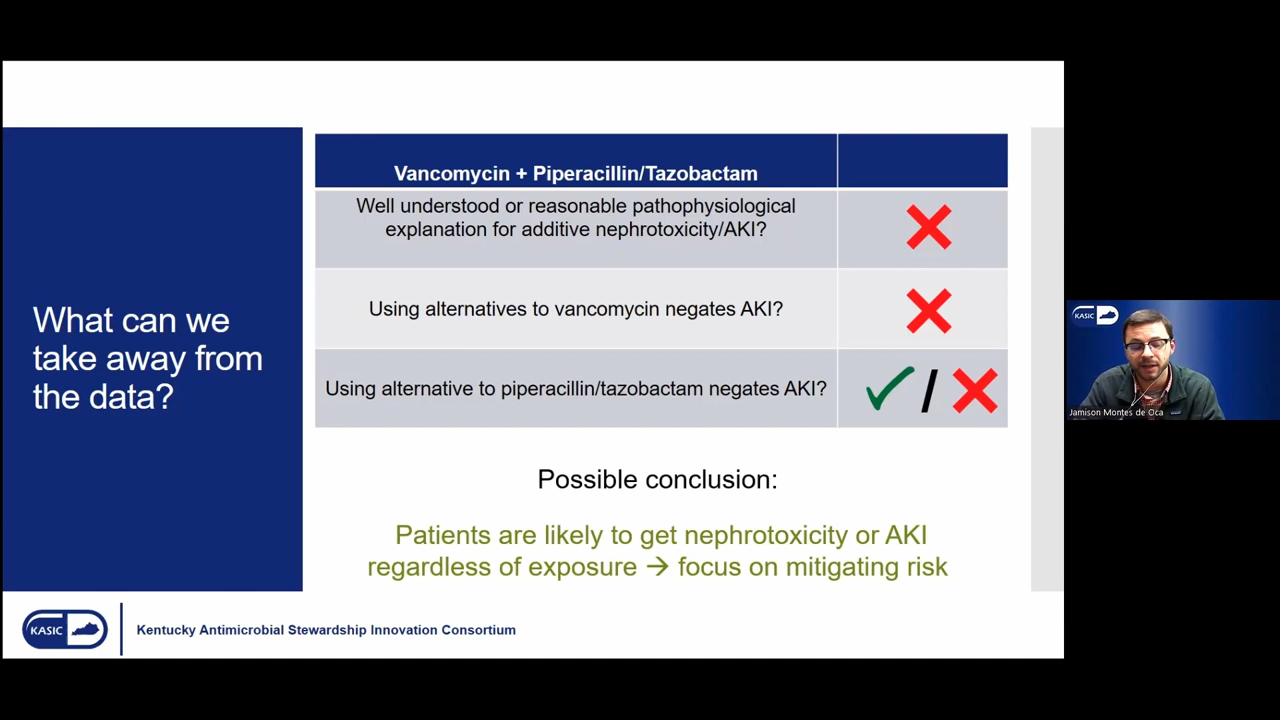 Vancomycin + Piperacillin/Tazobactam
Well understood or reasonable pathophysiological
explanation for additive nephrotoxicity/AKI?
Using alternatives to vancomycin negates AKI?
Using alternative to piperacillin/tazobactam negates AKI?
What can we
take away from
the data?
Possible conclusion:
Patients are likely to get nephrotoxicity or AKI
regardless of exposure → focus on mitigating risk
KASIC
Kentucky Antimicrobial Stewardship Innovation Consortium
KASIC
Jamison Montes de Oca